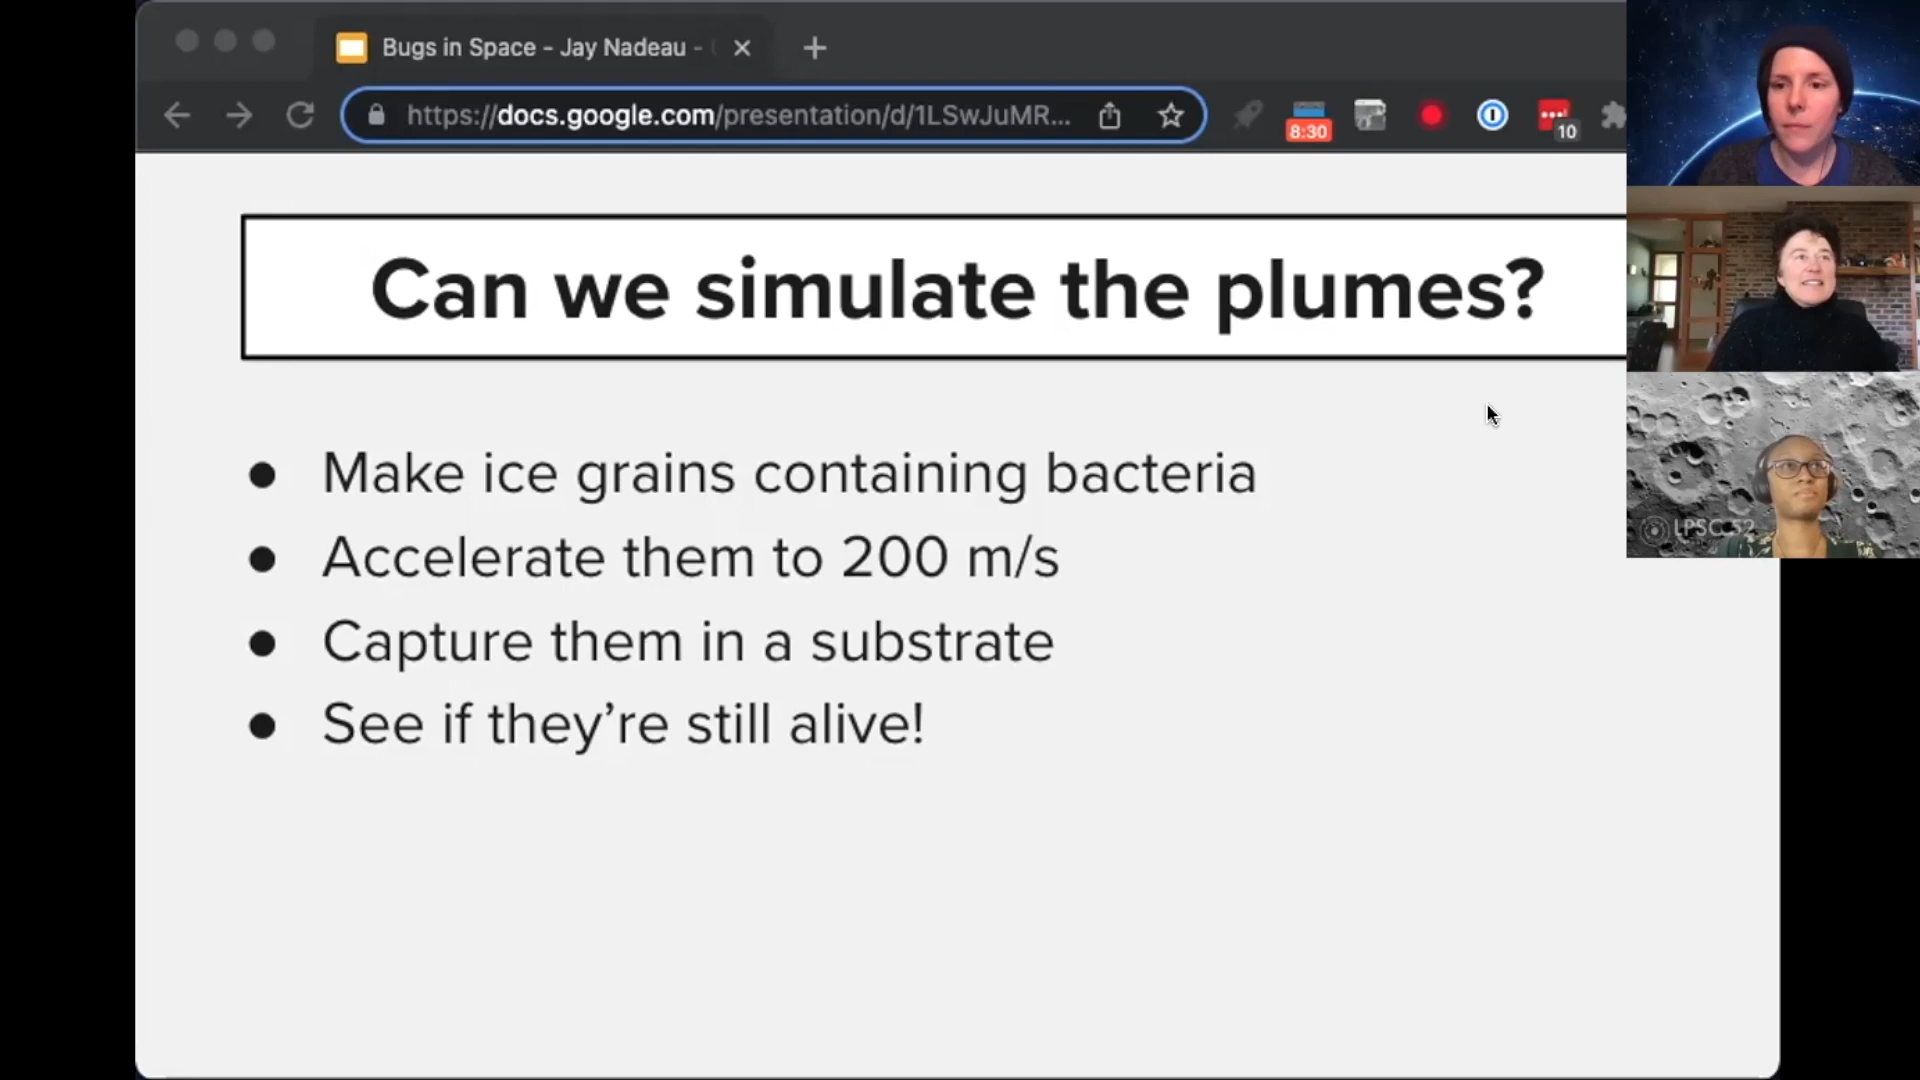 Bugs in Space - Jay Nadeau -
https://docs.google.com/presentation/d/1LSwJuMR...
8:30
10
Can we simulate the plumes?
● Make ice grains containing bacteria
● Accelerate them to 200 m/s
● Capture them in a substrate
● See if they’re still alive!
LPSC 52